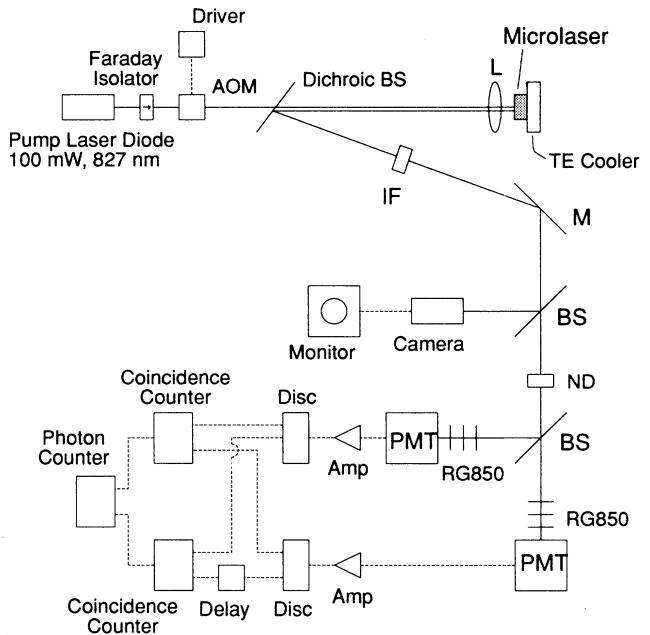 Driver
Faraday
Isolator
AOM
Dichroic BS
L
Microlaser
Pump Laser Diode
100 mW, 827 nm
TE Cooler
IF
M
BS
Monitor
Camera
ND
Coincidence
Counter
Disc
Photon
Counter
PMT
Amp
RG850
BS
RG850
PMT
Coincidence
Counter
Delay
Disc
Amp